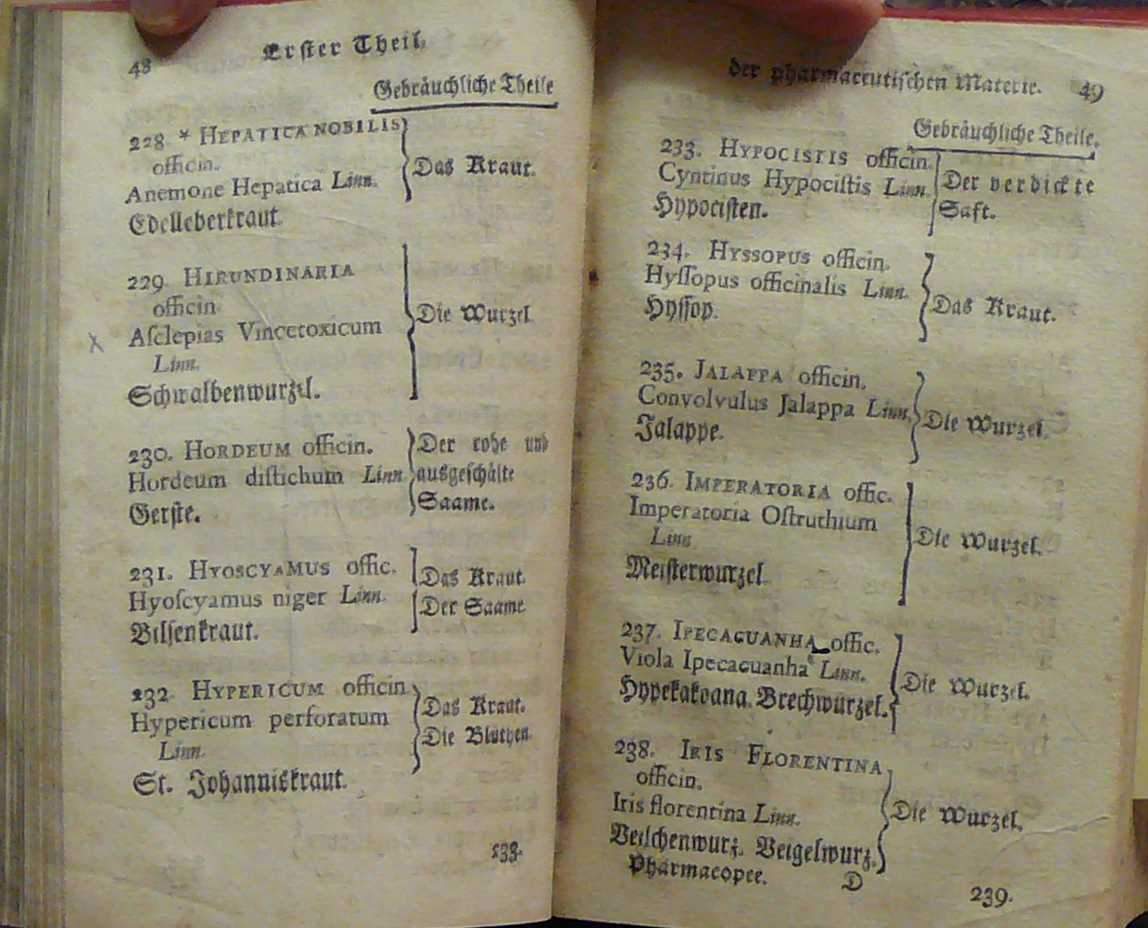 48 Erster Theil.
Gebräuchliche Theile
228 * HEPATICA NOBILIS
officin.
Anemone Hepatica Linn.
Edelleberkraut.
Das Kraut.
229 HIRUNDINARIA
officin
Asclepias Vincetoxicum
Linn.
Schwalbenwurzel.
Die Wurzel
230. HORDEUM officin.
Hordeum distichum Linn
Gerste.
Der rohe und
ausgeschälte
Saame.
231. HYOSCYAMUS offic.
Hyoscyamus niger Linn.
Bilsenkraut.
Das Kraut.
Der Saame
232 HYPERICUM officin
Hypericum perforatum
Linn.
St. Johanniskraut.
Das Kraut.
Die Blüthen
233.
der pharmaceutischen Materie. 49
Gebräuchliche Theile.
233. HYPOCISTIS officin.
Cyntinus Hypocistis Linn.
Hypocisten.
Der verdickte
Saft.
234. HYSSOPUS officin.
Hyssopus officinalis Linn.
Hyssop.
Das Kraut.
235. JALAPPA officin.
Convolvulus Jalappa Linn.
Jalappe.
Die Wurzel.
236. IMPERATORIA offic.
Imperatoria Ostruthium
Linn
Meisterwurzel.
Die Wurzel.
237. IPECACUANHA offic.
Viola Ipecacuanha Linn.
Hypekakoana. Brechwurzel.
Die Wurzel.
238. IRIS FLORENTINA
officin.
Iris florentina Linn.
Veilchenwurz. Veigelwurz.
Die Wurzel.
Pharmacopee. D
239.